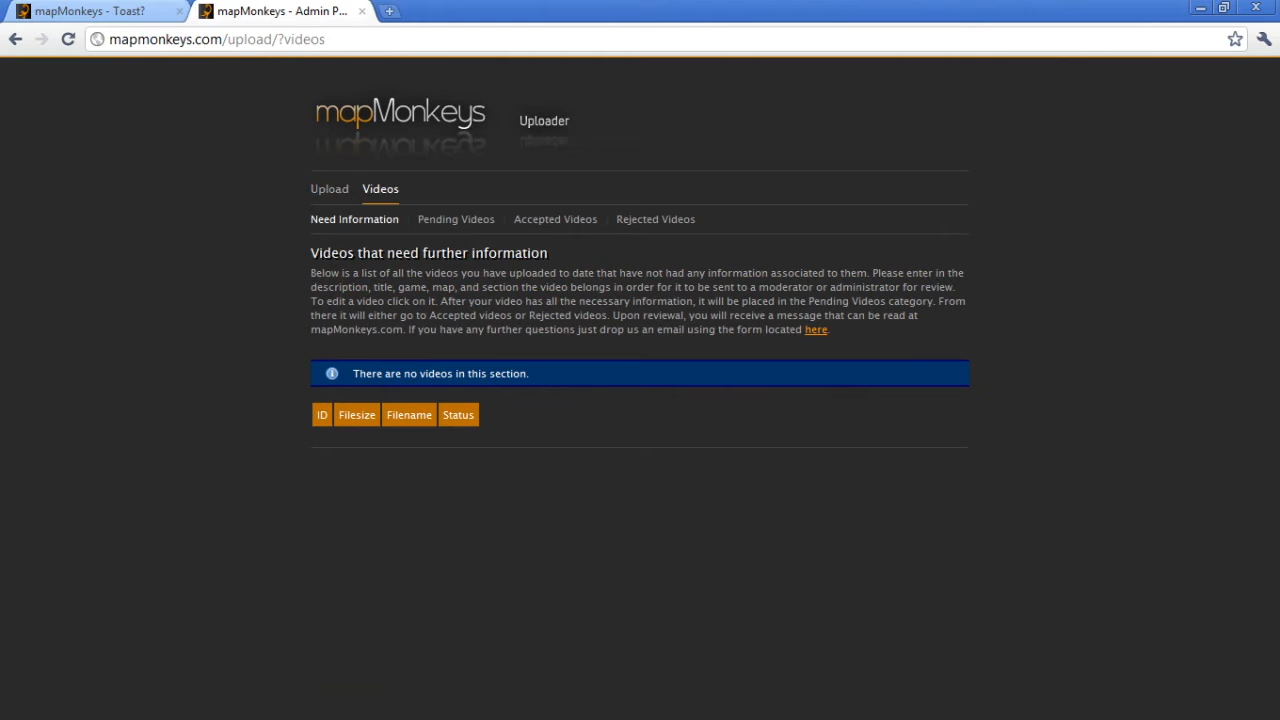 mapMonkeys - Toast?
mapMonkeys - Admin P...
mapmonkeys.com/upload/?videos
mapMonkeys Uploader
Upload Videos
Need Information Pending Videos Accepted Videos Rejected Videos
Videos that need further information
Below is a list of all the videos you have uploaded to date that have not had any information associated to them. Please enter in the
description, title, game, map, and section the video belongs in order for it to be sent to a moderator or administrator for review.
To edit a video click on it. After your video has all the necessary information, it will be placed in the Pending Videos category. From
there it will either go to Accepted videos or Rejected videos. Upon reviewal, you will receive a message that can be read at
mapMonkeys.com. If you have any further questions just drop us an email using the form located here.
There are no videos in this section.
ID Filesize Filename Status